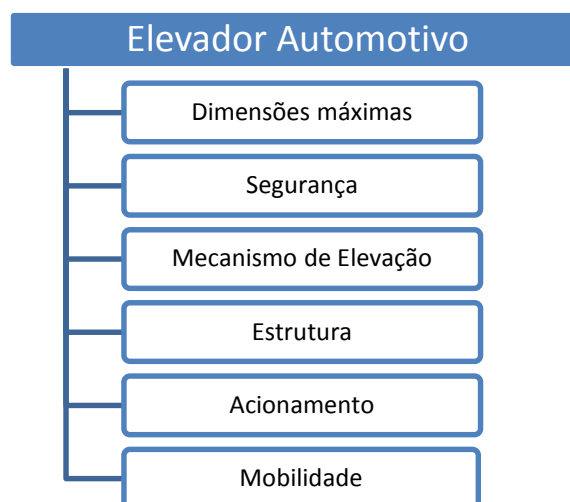 Elevador Automotivo
Dimensões máximas
Segurança
Mecanismo de Elevação
Estrutura
Acionamento
Mobilidade